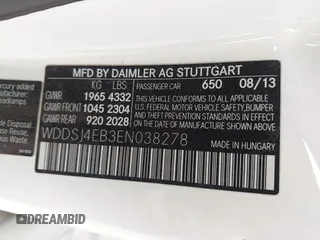 MFD BY DAIMLER AG STUTTGART
KG LBS PASSENGER CAR 650 08/13
GVWR 1965 4332
GAWR FRONT 1045 2304
GAWR REAR 920 2028
THIS VEHICLE CONFORMS TO ALL APPLICABLE
U.S. FEDERAL MOTOR VEHICLE SAFETY,
BUMPER, AND THEFT PREVENTION STANDARDS
IN EFFECT ON THE DATE OF MANUFACTURE
SHOWN ABOVE.
WDDSJ4EB3EN038278
MADE IN HUNGARY
DREAMBID